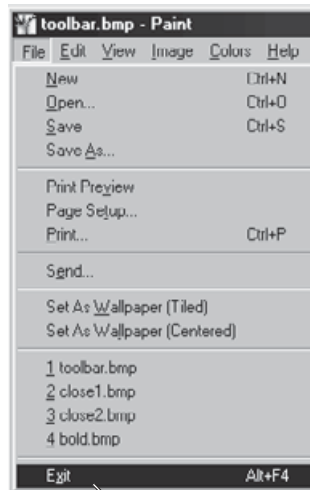 toolbar.bmp - Paint
File Edit View Image Colors Help
New Ctrl+N
Open... Ctrl+O
Save Ctrl+S
Save As...
Print Preview
Page Setup...
Print... Ctrl+P
Send...
Set As Wallpaper (Tiled)
Set As Wallpaper (Centered)
1 toolbar.bmp
2 close1.bmp
3 close2.bmp
4 bold.bmp
Exit Alt+F4